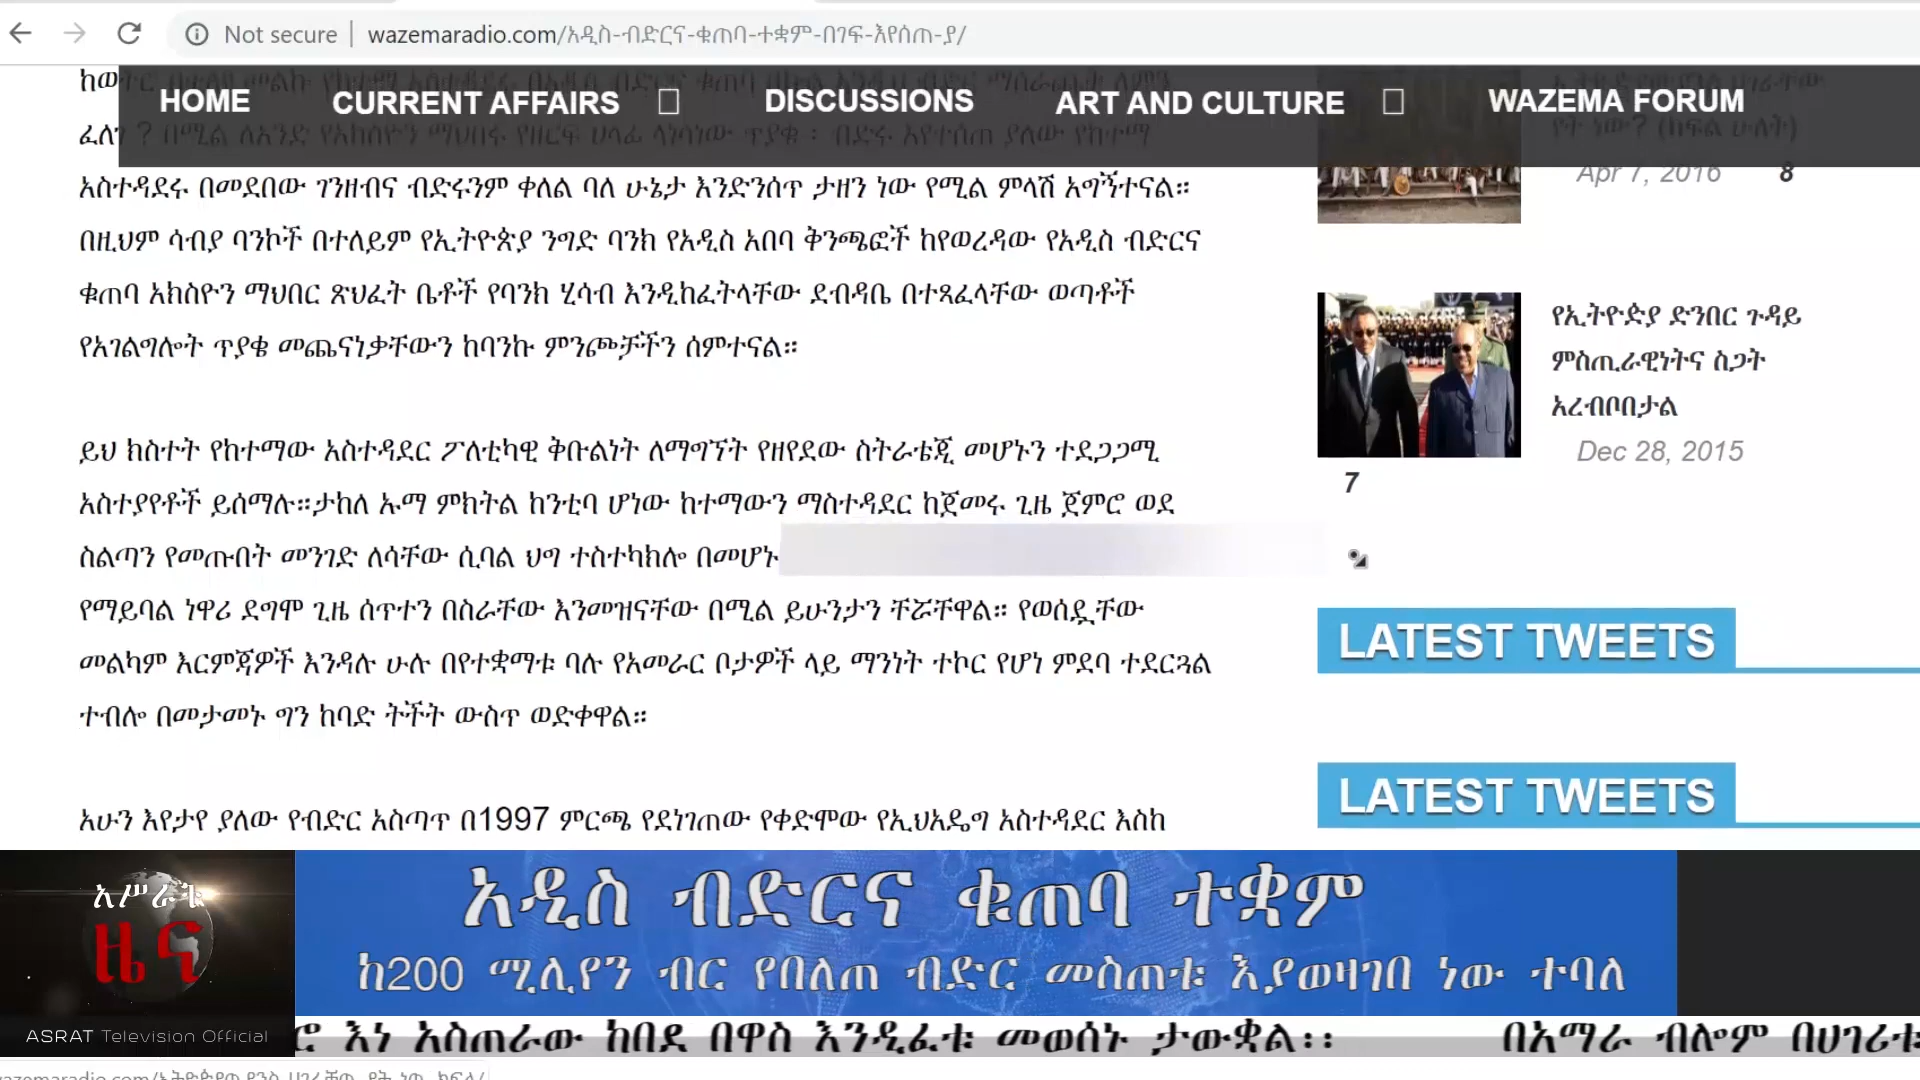 Not secure | wazemaradio.com/አዲስ-ብድርና-ቁጠባ-ተቋም-በገፍ-እየሰጠ-ያ/
HOME CURRENT AFFAIRS DISCUSSIONS ART AND CULTURE WAZEMA FORUM
አስተዳደሩ በመደበው ገንዘብና ብድሩንም ቀለል ባለ ሁኔታ እንድንሰጥ ታዘን ነው የሚል ምላሽ አግኝተናል።
በዚህም ሳብያ ባንኮች በተለይም የኢትዮጵያ ንግድ ባንክ የአዲስ አበባ ቅንጫፎች ከየወረዳው የአዲስ ብድርና
ቁጠባ አክስዮን ማህበር ጽህፈት ቤቶች የባንክ ሂሳብ እንዲከፈትላቸው ደብዳቤ በተጻፈላቸው ወጣቶች
የአገልግሎት ጥያቄ መጨናነቃቸውን ከባንኩ ምንጮቻችን ሰምተናል።
ይህ ክስተት የከተማው አስተዳደር ፖለቲካዊ ቅቡልነት ለማግኘት የዘየደው ስትራቴጂ መሆኑን ተደጋጋሚ
አስተያየቶች ይሰማሉ።ታከለ ኡማ ምክትል ከንቲባ ሆነው ከተማውን ማስተዳደር ከጀመሩ ጊዜ ጀምሮ ወደ
ስልጣን የመጡበት መንገድ ለሳቸው ሲባል ህግ ተስተካክሎ በመሆኑ
የማይባል ነዋሪ ደግሞ ጊዜ ሰጥተን በስራቸው እንመዝናቸው በሚል ይሁንታን ቸሯቸዋል። የወሰዷቸው
መልካም እርምጃዎች እንዳሉ ሁሉ በየተቋማቱ ባሉ የአመራር ቦታዎች ላይ ማንነት ተኮር የሆነ ምደባ ተደርጓል
ተብሎ በመታመኑ ግን ከባድ ትችት ውስጥ ወድቀዋል።
አሁን እየታየ ያለው የብድር አስጣጥ በ1997 ምርጫ የደነገጠው የቀድሞው የኢህአዴግ አስተዳደር እስከ
Apr 7, 2016 8
የኢትዮዽያ ድንበር ጉዳይ
ምስጢራዊነትና ስጋት
አረብቦበታል
Dec 28, 2015
7
LATEST TWEETS
LATEST TWEETS
አሥራት
ዜና
ASRAT Television Official
አዲስ ብድርና ቁጠባ ተቋም
ከ200 ሚሊየን ብር የበለጠ ብድር መስጠቱ እያወዛገበ ነው ተባለ
እነ አስጠራው ከበደ በዋስ እንዲፈቱ መወሰኑ ታውቋል፡፡ በአማራ ብሎም በሀገሪቱ